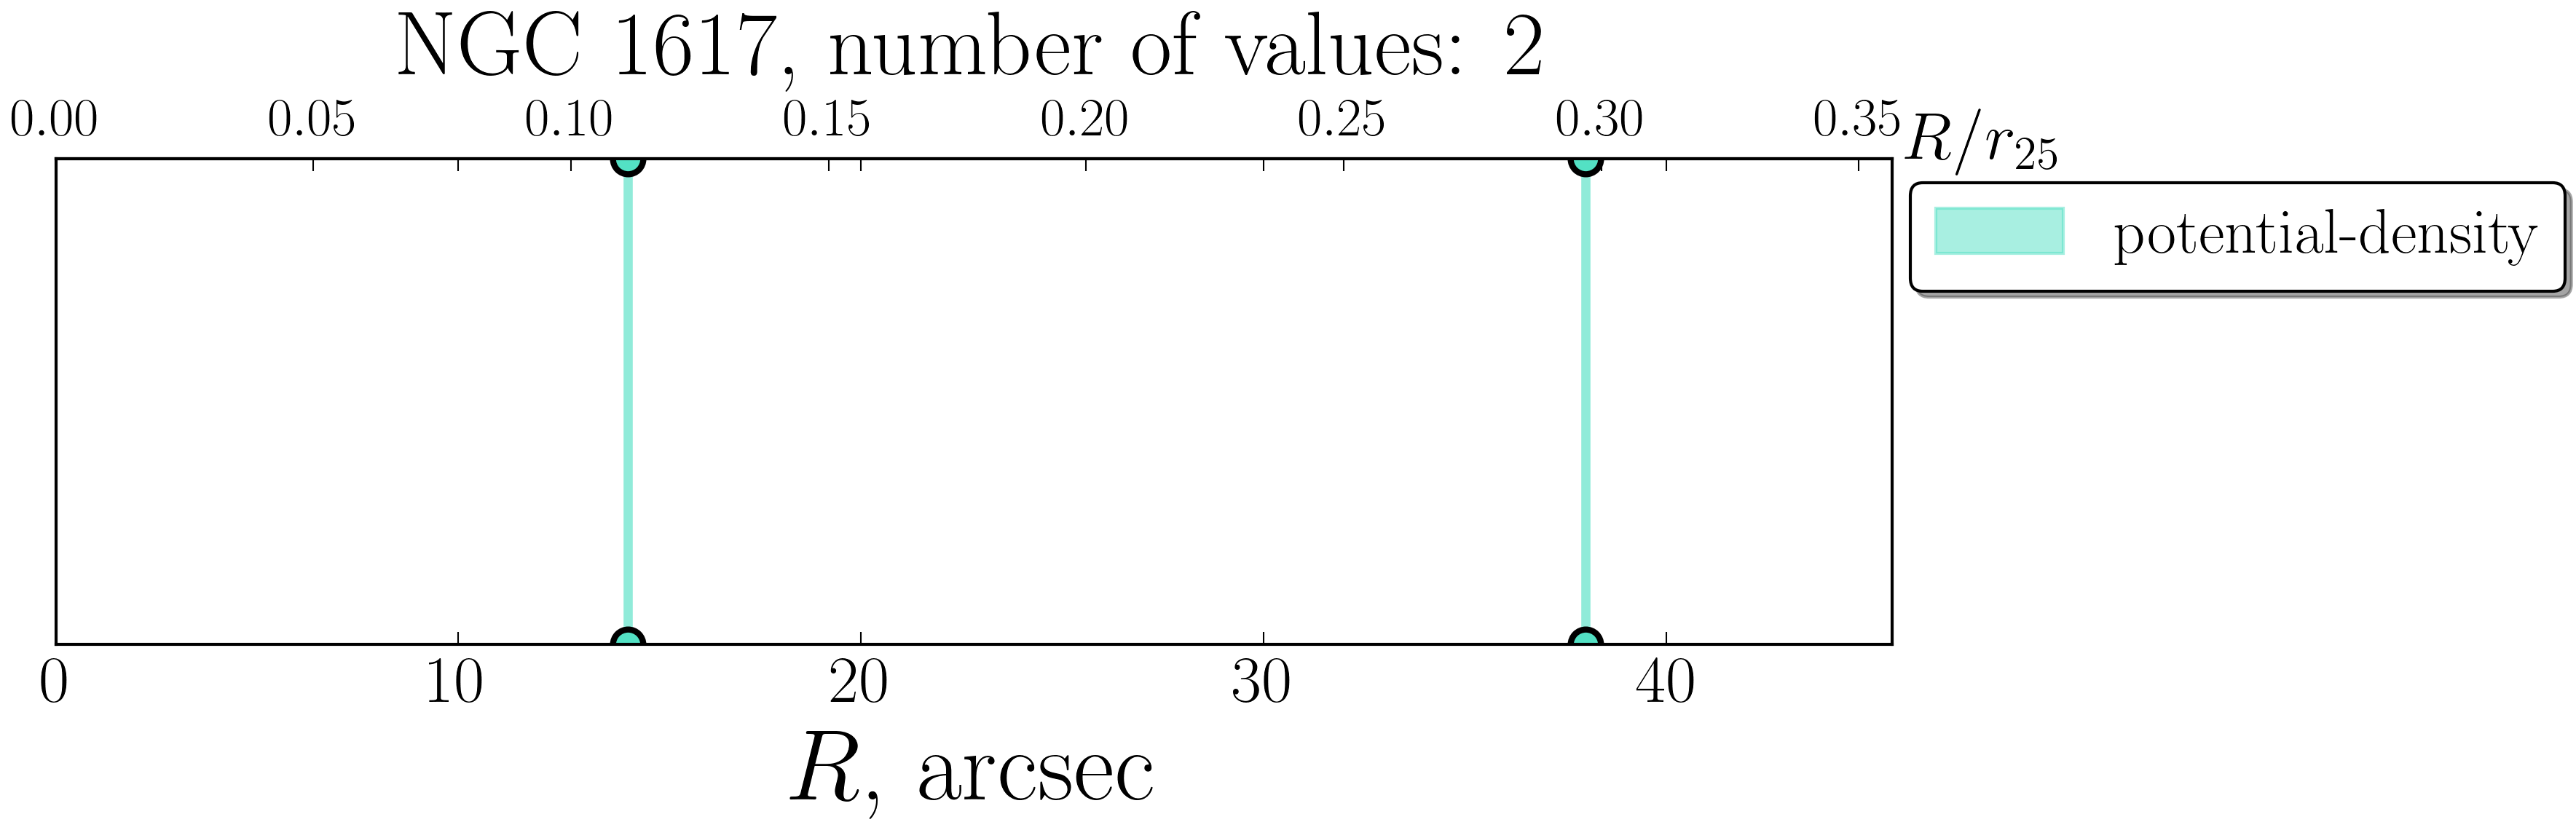 NGC 1617, number of values: 2
0.00 0.05 0.10 0.15 0.20 0.25 0.30 0.35
R/r₂₅
potential-density
0 10 20 30 40
R, arcsec